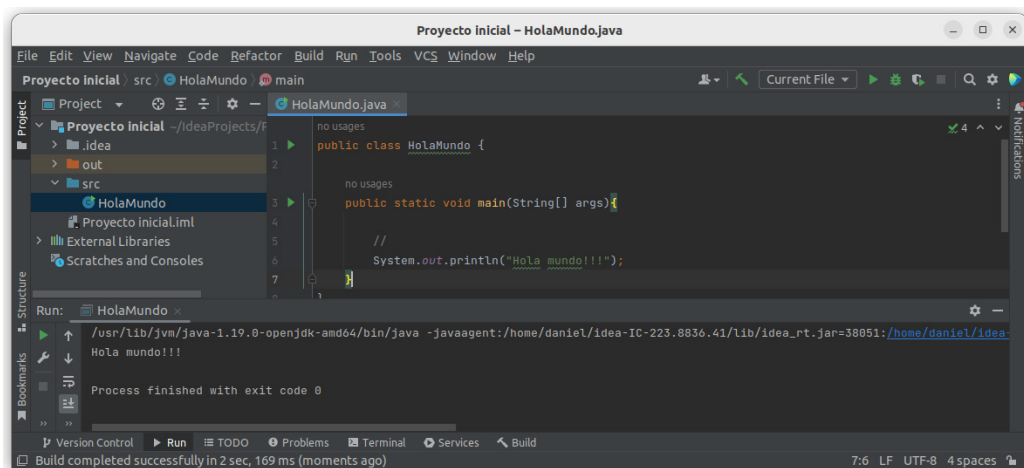 Proyecto inicial – HolaMundo.java
File Edit View Navigate Code Refactor Build Run Tools VCS Window Help
Proyecto inicial src HolaMundo main Current File
Project
HolaMundo.java
Project
Proyecto inicial ~/IdeaProjects/P
.idea
out
src
HolaMundo
Proyecto inicial.iml
External Libraries
Scratches and Consoles
no usages
1 public class HolaMundo {
2
no usages
3 public static void main(String[] args){
4
5 //
6 System.out.println("Hola mundo!!!");
7 }
}
4
Notifications
Structure
Bookmarks
Run: HolaMundo
/usr/lib/jvm/java-1.19.0-openjdk-amd64/bin/java -javaagent:/home/daniel/idea-IC-223.8836.41/lib/idea_rt.jar=38051:/home/daniel/idea-
Hola mundo!!!
Process finished with exit code 0
Version Control Run TODO Problems Terminal Services Build
Build completed successfully in 2 sec, 169 ms (moments ago) 7:6 LF UTF-8 4 spaces